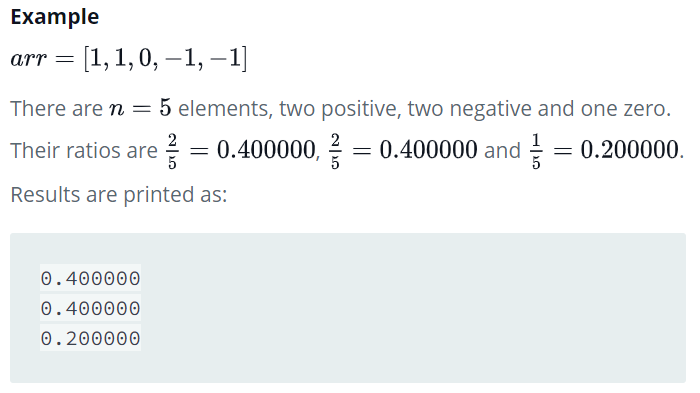 Example
arr = [1, 1, 0, −1, −1]
There are n = 5 elements, two positive, two negative and one zero.
Their ratios are 2/5 = 0.400000, 2/5 = 0.400000 and 1/5 = 0.200000.
Results are printed as:
0.400000
0.400000
0.200000